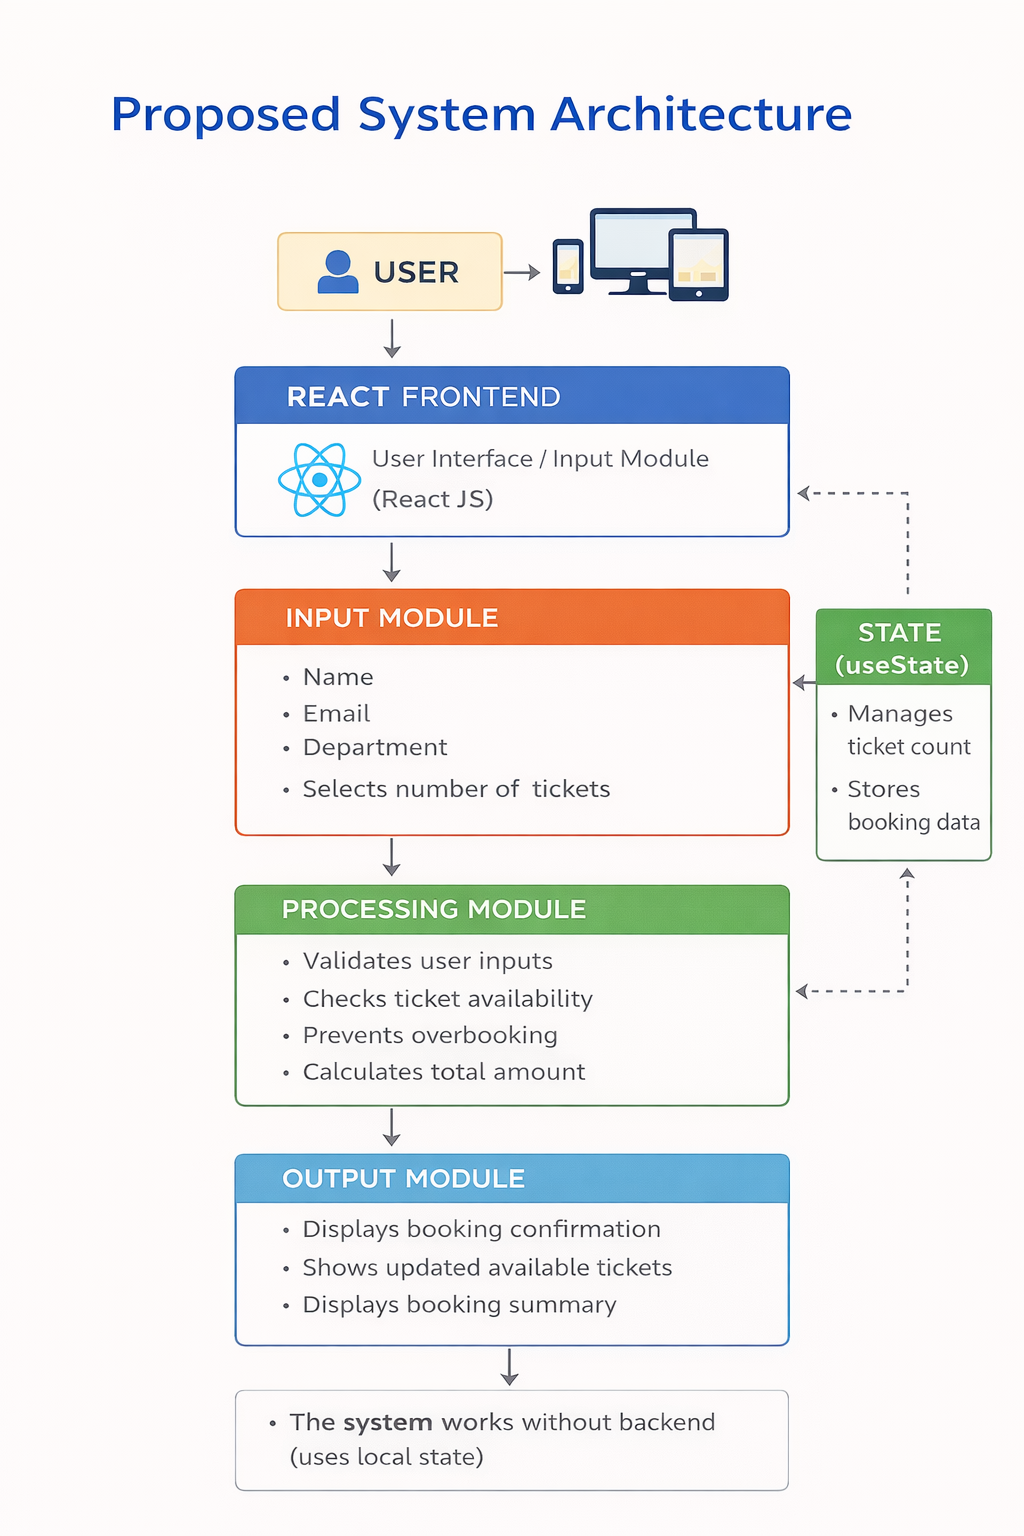 Proposed System Architecture
USER
REACT FRONTEND
User Interface / Input Module
(React JS)
INPUT MODULE
• Name
• Email
• Department
• Selects number of tickets
STATE
(useState)
• Manages
ticket count
• Stores
booking data
PROCESSING MODULE
• Validates user inputs
• Checks ticket availability
• Prevents overbooking
• Calculates total amount
OUTPUT MODULE
• Displays booking confirmation
• Shows updated available tickets
• Displays booking summary
• The system works without backend
(uses local state)